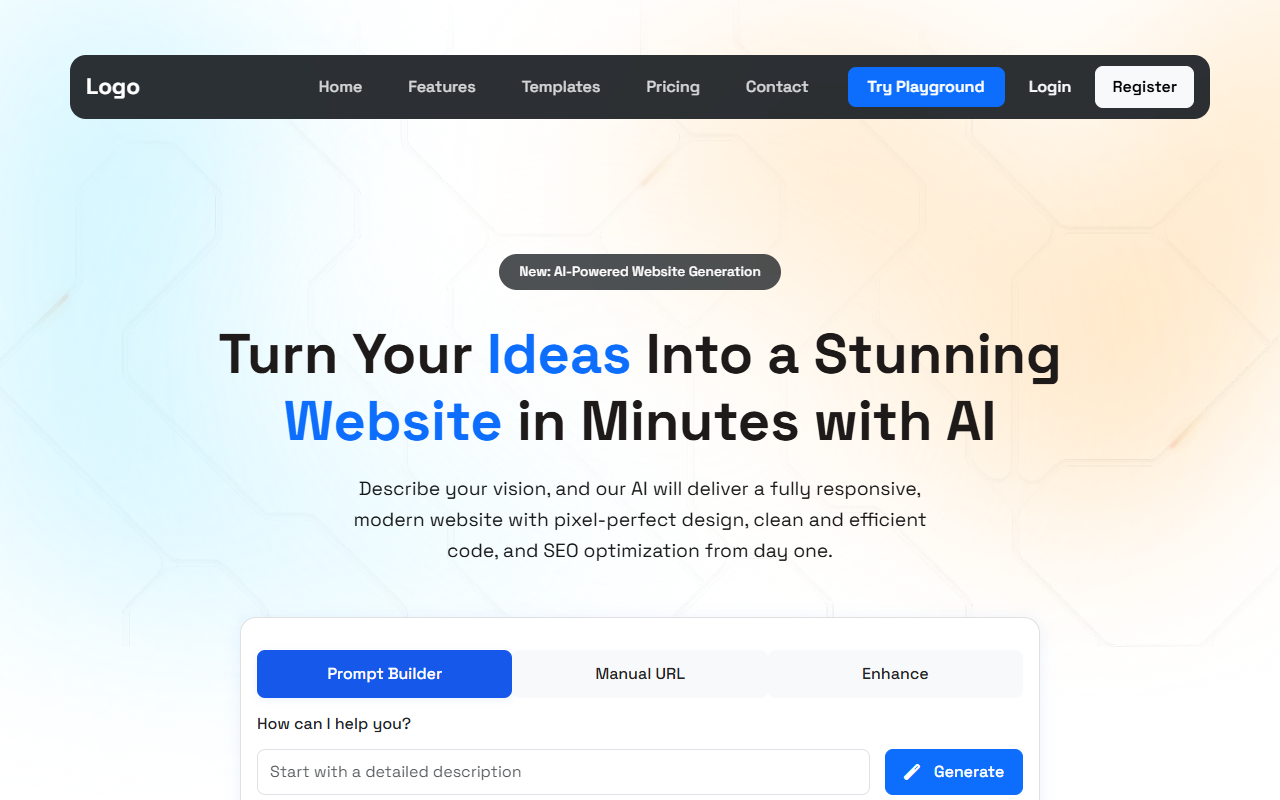 Logo
Home Features Templates Pricing Contact Try Playground Login Register
New: AI-Powered Website Generation
Turn Your Ideas Into a Stunning
Website in Minutes with AI
Describe your vision, and our AI will deliver a fully responsive,
modern website with pixel-perfect design, clean and efficient
code, and SEO optimization from day one.
Prompt Builder Manual URL Enhance
How can I help you?
Start with a detailed description Generate